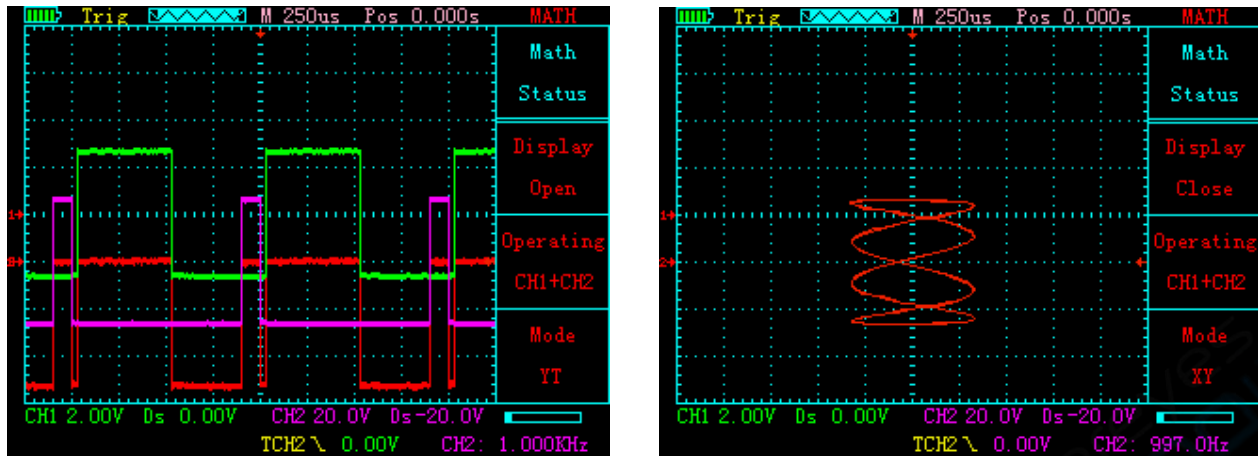 Trig M 250us Pos 0.000s MATH
Math
Status
Display
Open
Operating
CH1+CH2
Mode
YT
1
CH1 2.00V Ds 0.00V CH2 20.0V Ds-20.0V
TCH2 0.00V CH2: 1.000KHz
Trig M 250us Pos 0.000s MATH
Math
Status
Display
Close
1
Operating
2
CH1+CH2
Mode
XY
CH1 2.00V Ds 0.00V CH2 20.0V Ds-20.0V
TCH2 0.00V CH2: 997.0Hz